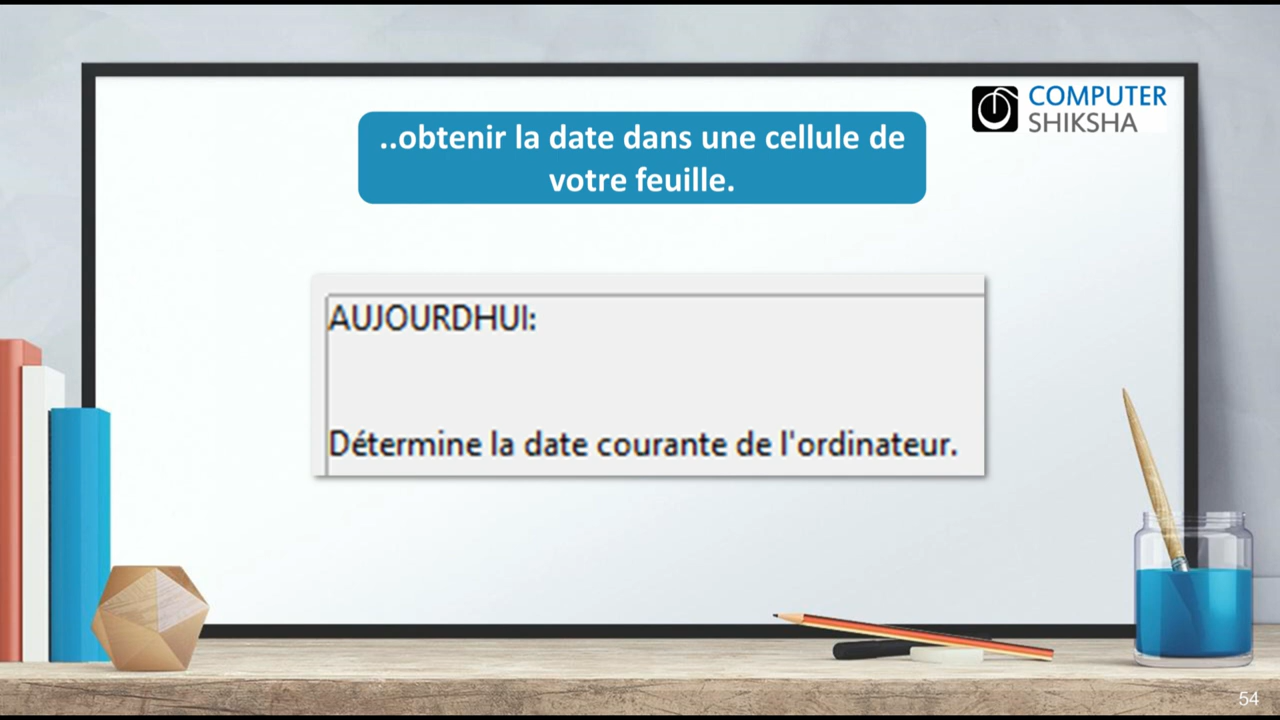 COMPUTER
SHIKSHA
..obtenir la date dans une cellule de
votre feuille.
AUJOURDHUI:
Détermine la date courante de l'ordinateur.
54